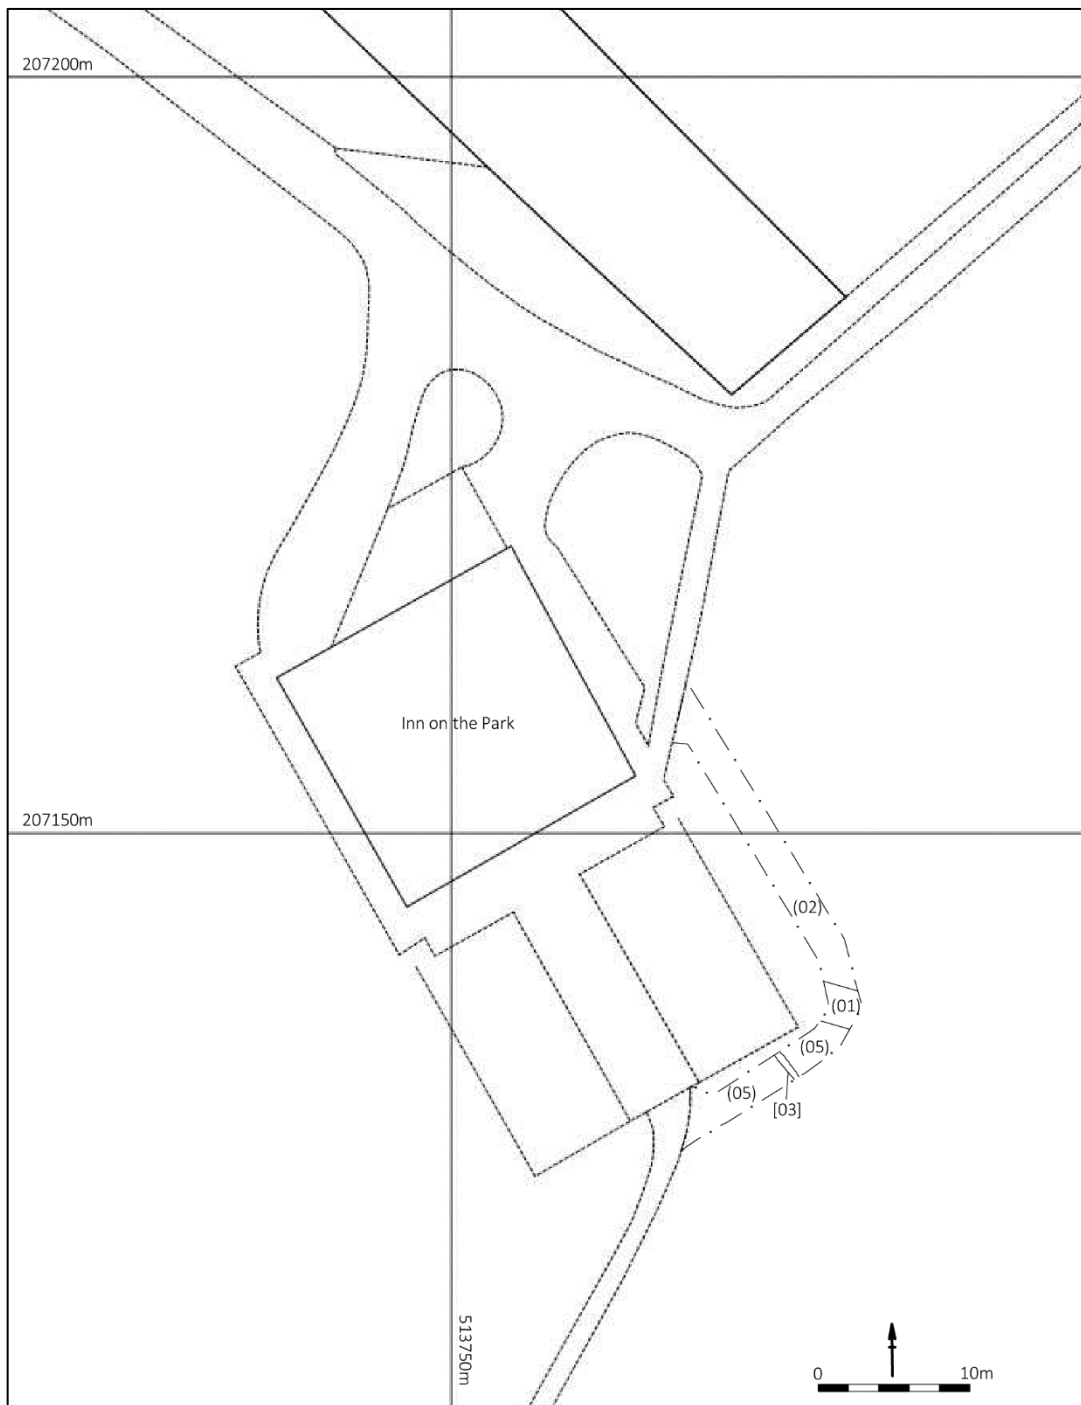 207200m
Inn on the Park
207150m
(02)
(01)
(05)
(05)
[03]
513750m
0 10m